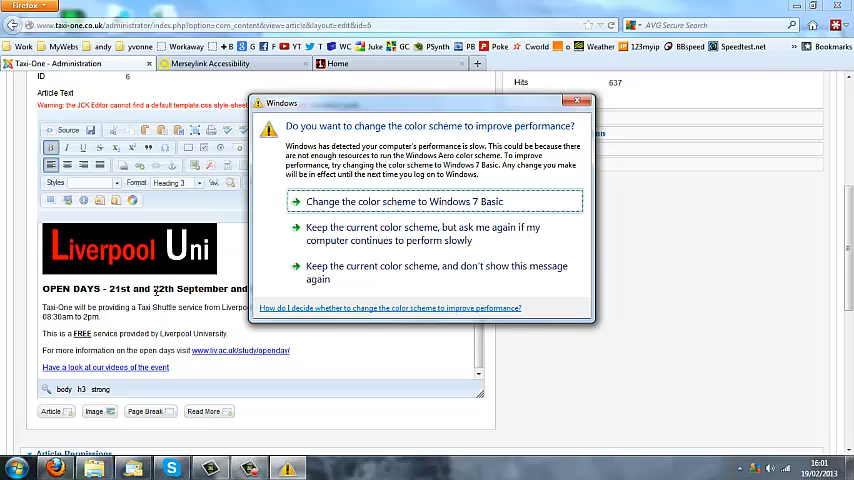 Firefox
www.taxi-one.co.uk/administrator/index.php?option=com_content&view=article&layout=edit&id=6
AVG Secure Search
Work MyWebs andy yvonne Workaway +B G F YT T WC Juke GC PSynth PB Poke Cworld Weather 123myip BBspeed Speedtest.net Bookmarks
Taxi-One - Administration
Merseylink Accessibility
Home
ID 6
Hits 637
Article Text
Warning: the JCK Editor cannot find a default template.css style-sheet
Source
Styles Format Heading 3
Liverpool Uni
OPEN DAYS - 21st and 22th September and
Taxi-One will be providing a Taxi Shuttle service from Liverpoo
08:30am to 2pm.
This is a FREE service provided by Liverpool University.
For more information on the open days visit www.liv.ac.uk/study/openday/
Have a look at our videos of the event
body h3 strong
Article Image Page Break Read More
Article Permissions
Windows
Do you want to change the color scheme to improve performance?
Windows has detected your computer's performance is slow. This could be because there
are not enough resources to run the Windows Aero color scheme. To improve
performance, try changing the color scheme to Windows 7 Basic. Any change you make
will be in effect until the next time you log on to Windows.
Change the color scheme to Windows 7 Basic
Keep the current color scheme, but ask me again if my
computer continues to perform slowly
Keep the current color scheme, and don't show this message
again
How do I decide whether to change the color scheme to improve performance?
16:01
19/02/2013